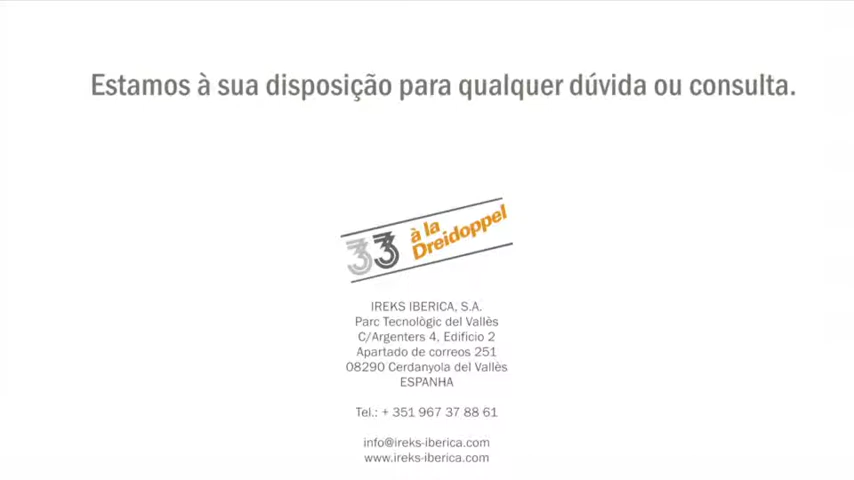 Estamos à sua disposição para qualquer dúvida ou consulta.
33 à la
Dreidoppel
IREKS IBERICA, S.A.
Parc Tecnològic del Vallès
C/Argenters 4, Edificio 2
Apartado de correos 251
08290 Cerdanyola del Vallès
ESPANHA
Tel.: + 351 967 37 88 61
info@ireks-iberica.com
www.ireks-iberica.com